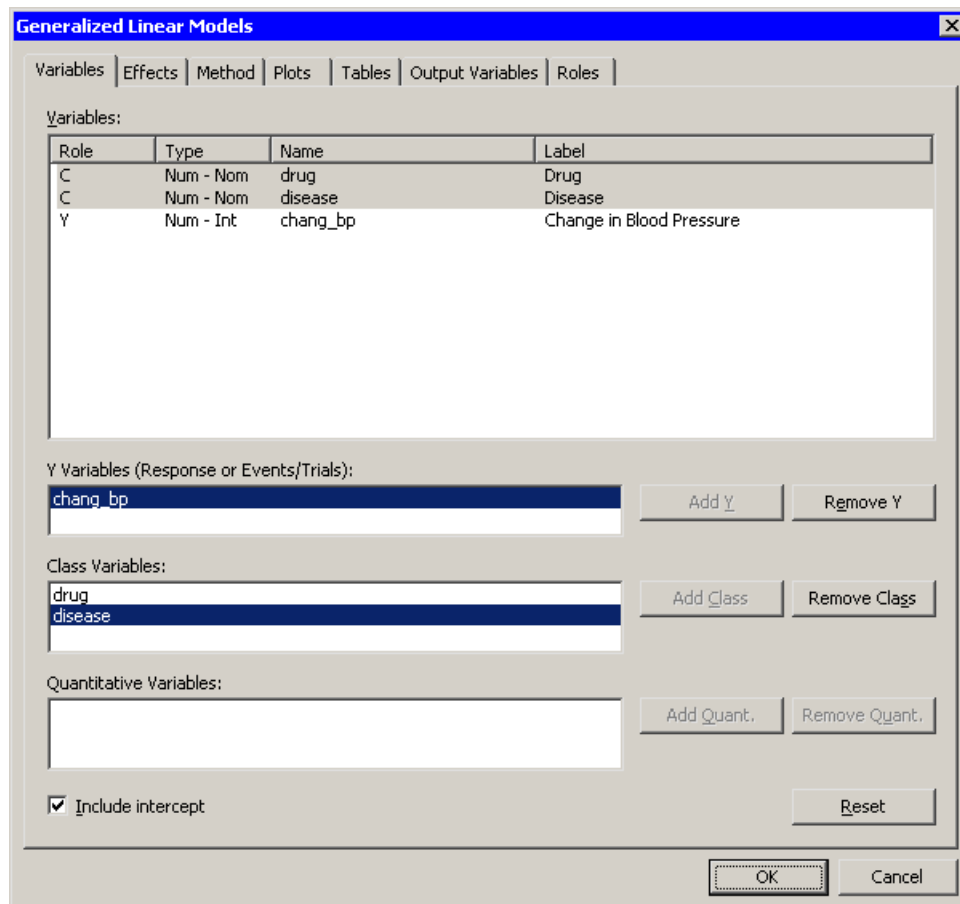 Generalized Linear Models
Variables Effects Method Plots Tables Output Variables Roles
Variables:
Role Type Name Label
C Num - Nom drug Drug
C Num - Nom disease Disease
Y Num - Int chang_bp Change in Blood Pressure
Y Variables (Response or Events/Trials):
chang_bp
Add Y Remove Y
Class Variables:
drug
disease
Add Class Remove Class
Quantitative Variables:
Add Quant. Remove Quant.
Include intercept Reset
OK Cancel